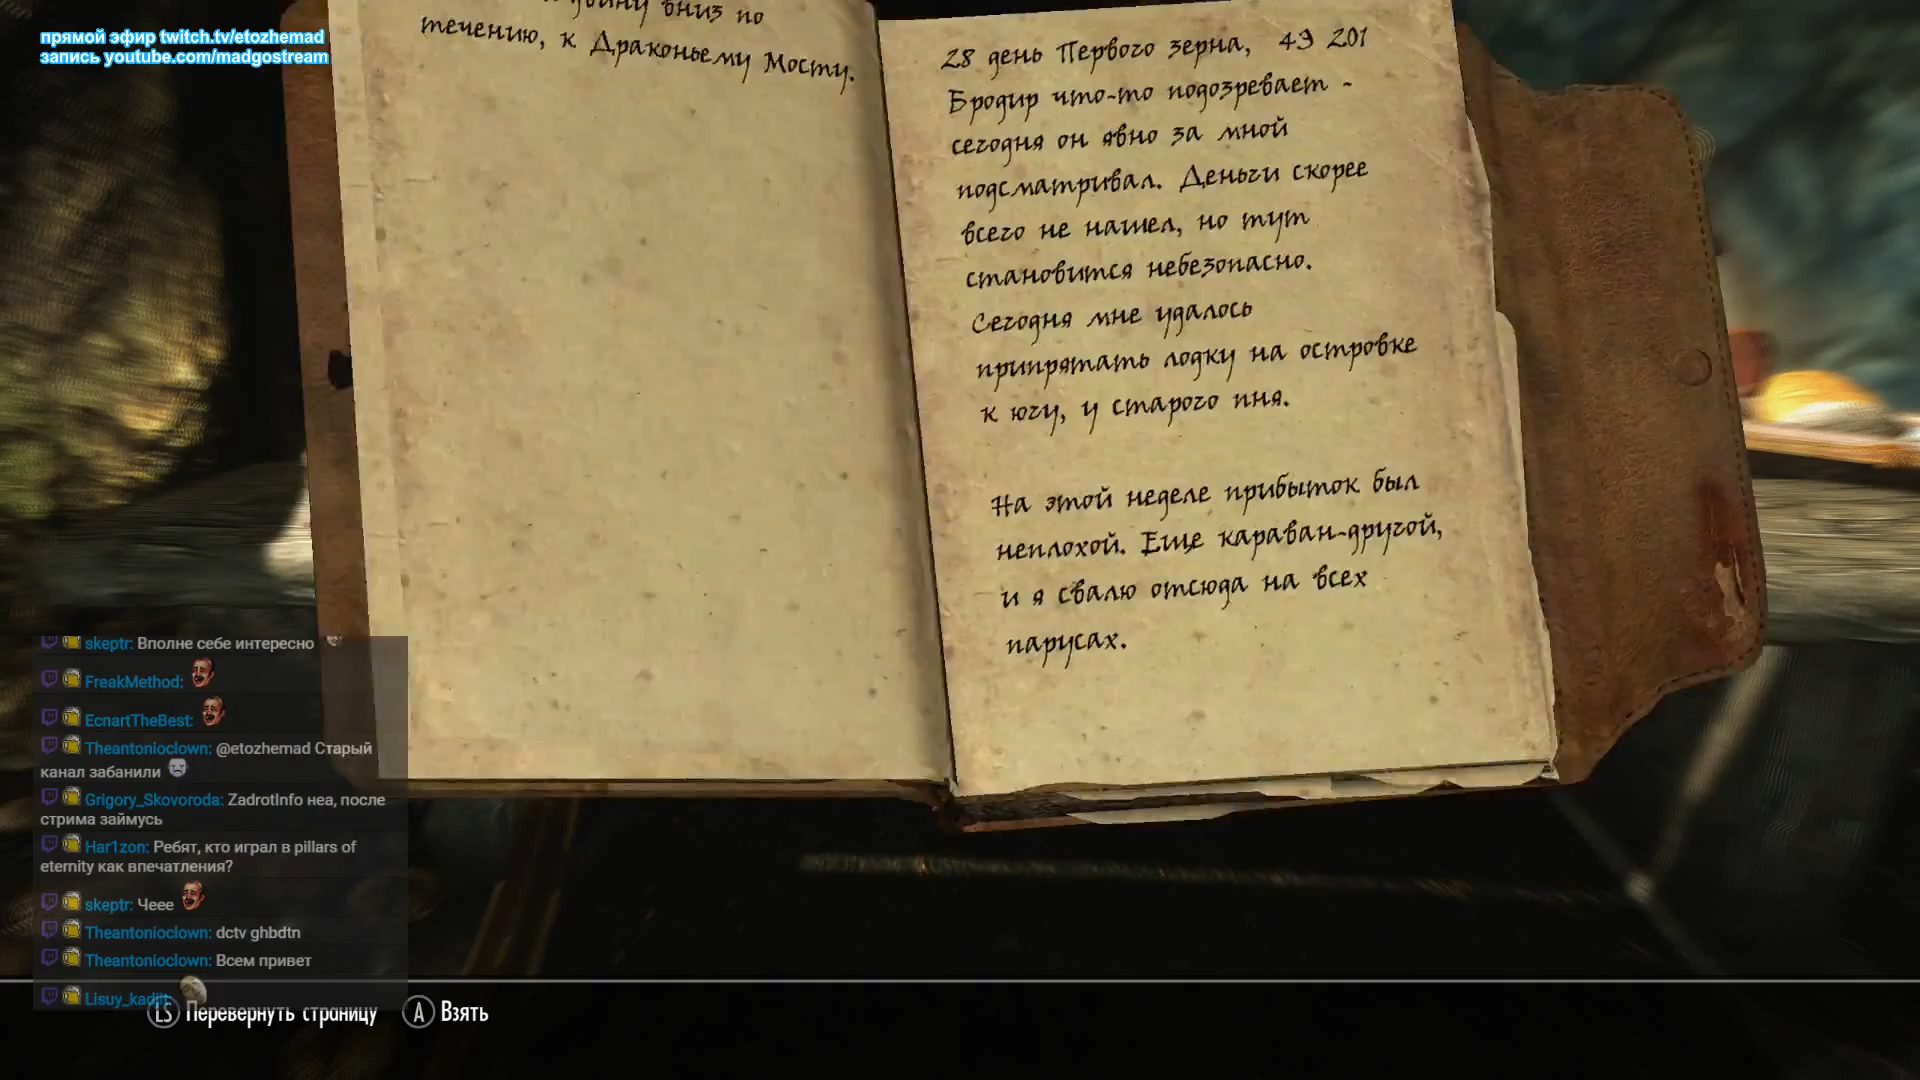 прямой эфир twitch.tv/etozhemad
запись youtube.com/madgostream
вниз по
течению, к Драконьему Мосту.
28 день Первого зерна, 4Э 201
Бродир что-то подозревает -
сегодня он явно за мной
подсматривал. Деньги скорее
всего не нашел, но тут
становится небезопасно.
Сегодня мне удалось
припрятать лодку на островке
к югу, у старого пня.
На этой неделе прибыток был
неплохой. Еще караван-другой,
и я свалю отсюда на всех
парусах.
skeptr: Вполне себе интересно
FreakMethod:
EcnartTheBest:
Theantonioclown: @etozhemad Старый
канал забанили
Grigory_Skovoroda: ZadrotInfo неа, после
стрима займусь
Har1zon: Ребят, кто играл в pillars of
eternity как впечатления?
skeptr: Чеее
Theantonioclown: dctv ghbdtn
Theantonioclown: Всем привет
LS Перевернуть страницу A Взять